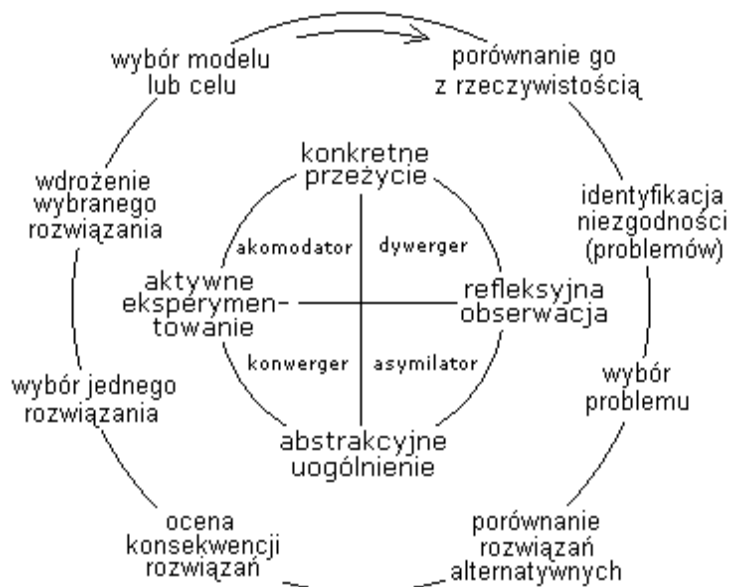 wybór modelu
lub celu
porównanie go
z rzeczywistością
identyfikacja
niezgodności
(problemów)
wybór
problemu
porównanie
rozwiązań
alternatywnych
ocena
konsekwencji
rozwiązań
wybór jednego
rozwiązania
wdrożenie
wybranego
rozwiązania
konkretne
przeżycie
akomodator
dywerger
aktywne
eksperymen-
towanie
refleksyjna
obserwacja
konwerger
asymilator
abstrakcyjne
uogólnienie